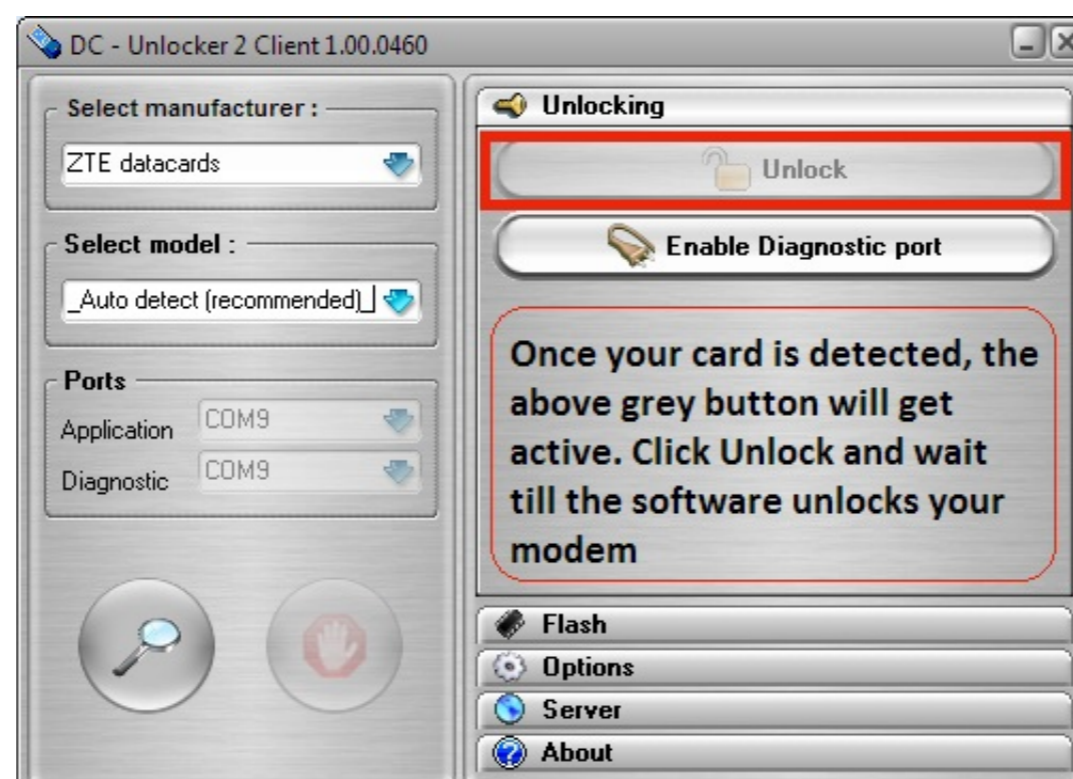 DC - Unlocker 2 Client 1.00.0460
Select manufacturer :
ZTE datacards
Select model :
_Auto detect (recommended)_
Ports
Application COM9
Diagnostic COM9
Unlocking
Unlock
Enable Diagnostic port
Once your card is detected, the
above grey button will get
active. Click Unlock and wait
till the software unlocks your
modem
Flash
Options
Server
About